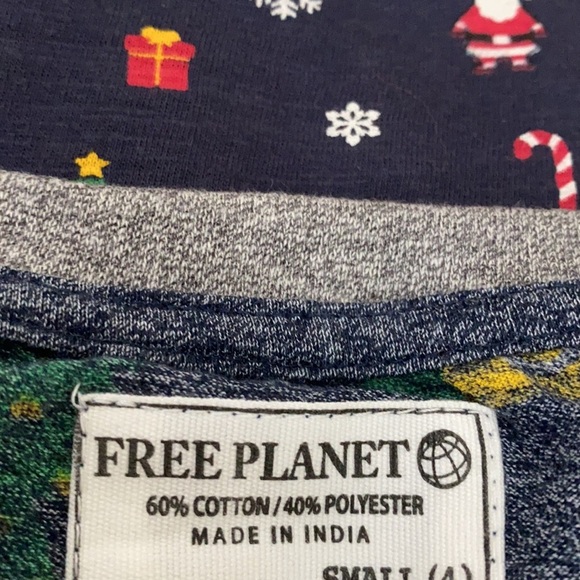 FREE PLANET
60% COTTON / 40% POLYESTER
MADE IN INDIA
SMALL (4)